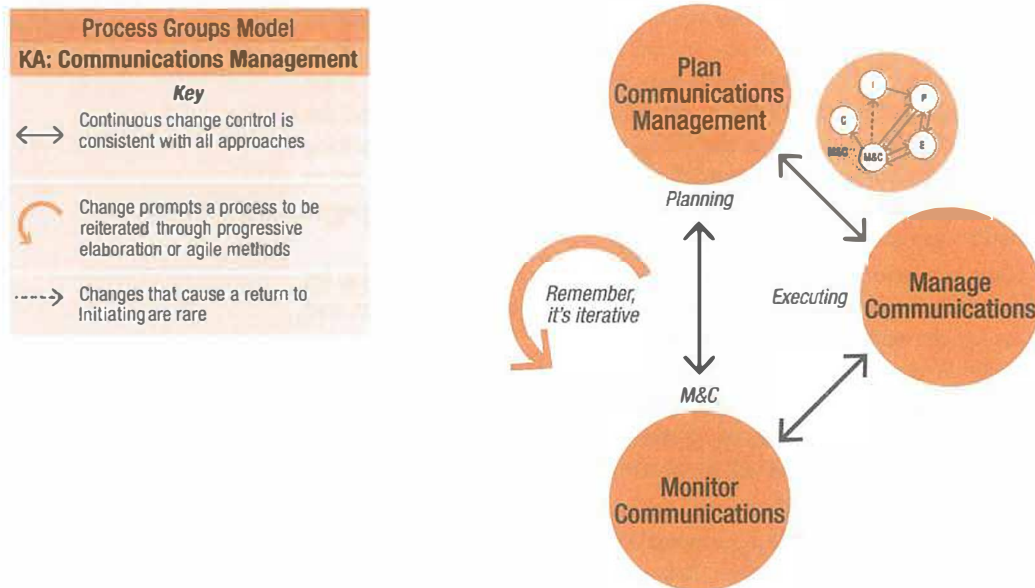 Process Groups Model
KA: Communications Management
Key
Continuous change control is
consistent with all approaches
Change prompts a process to be
reiterated through progressive
elaboration or agile methods
Changes that cause a return to
Initiating are rare
Plan
Communications
Management
I
P
C
E
M&C
M&C
Planning
Remember,
it's iterative
Executing
Manage
Communications
M&C
Monitor
Communications